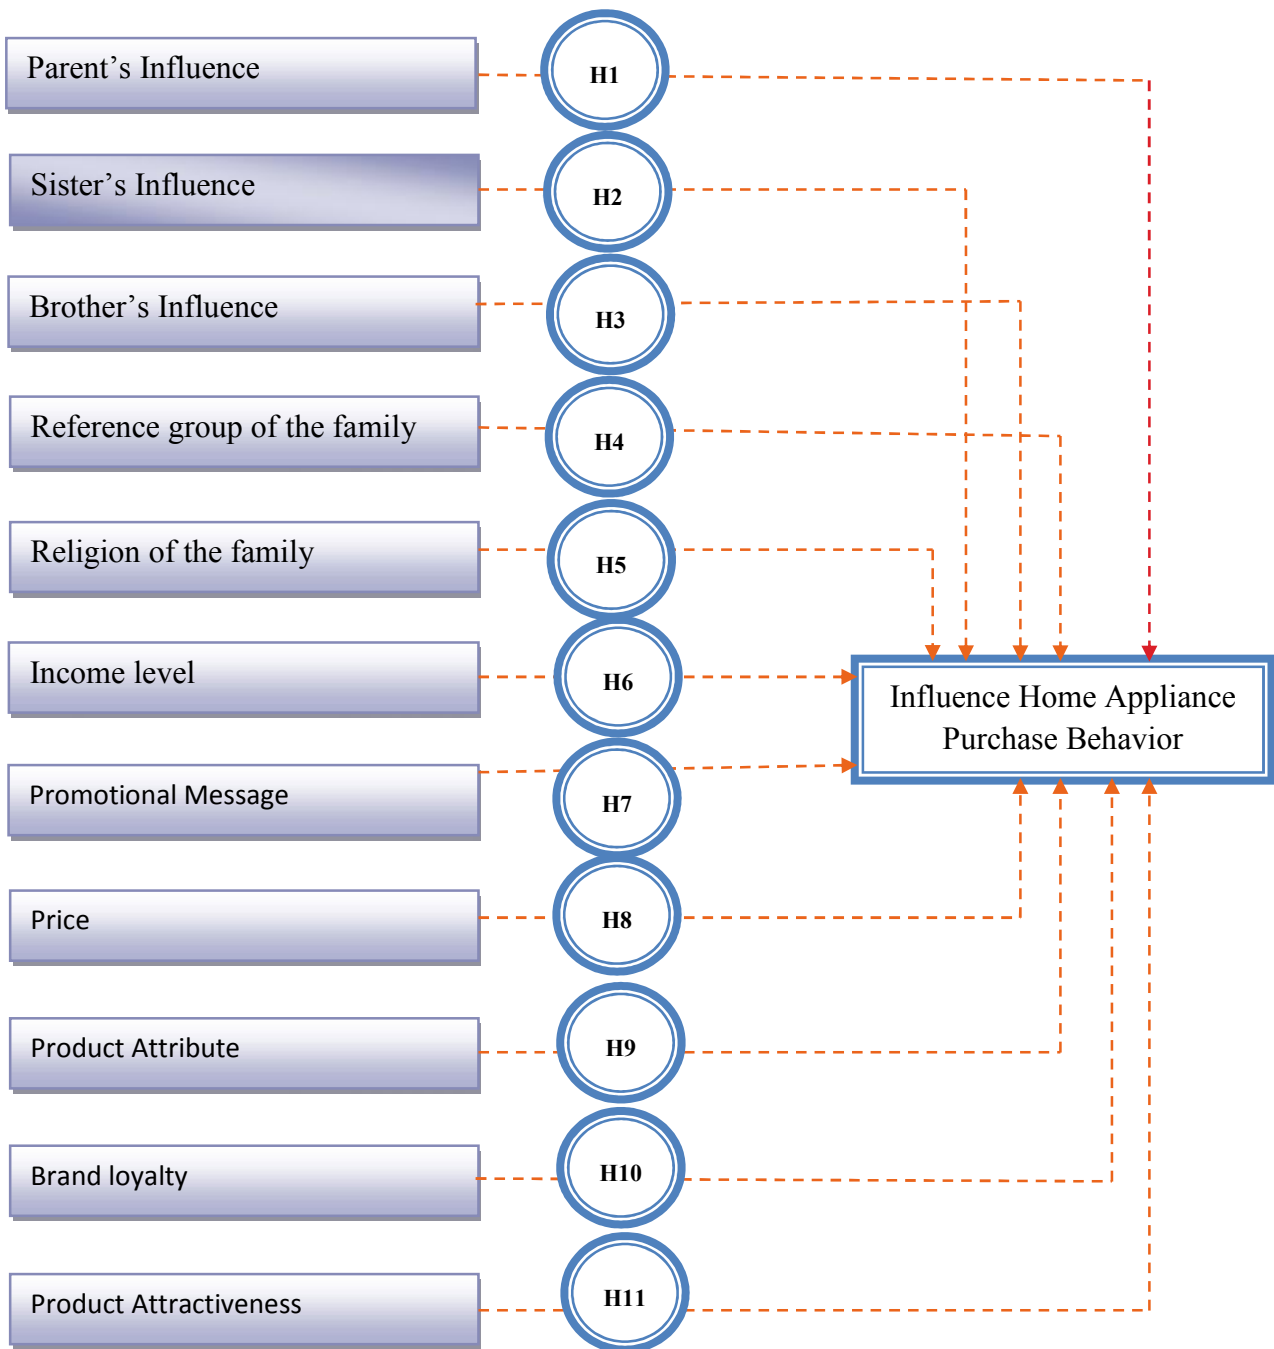 Parent’s Influence
H1
Sister’s Influence
H2
Brother’s Influence
H3
Reference group of the family
H4
Religion of the family
H5
Income level
H6
Influence Home Appliance
Purchase Behavior
Promotional Message
H7
Price
H8
Product Attribute
H9
Brand loyalty
H10
Product Attractiveness
H11